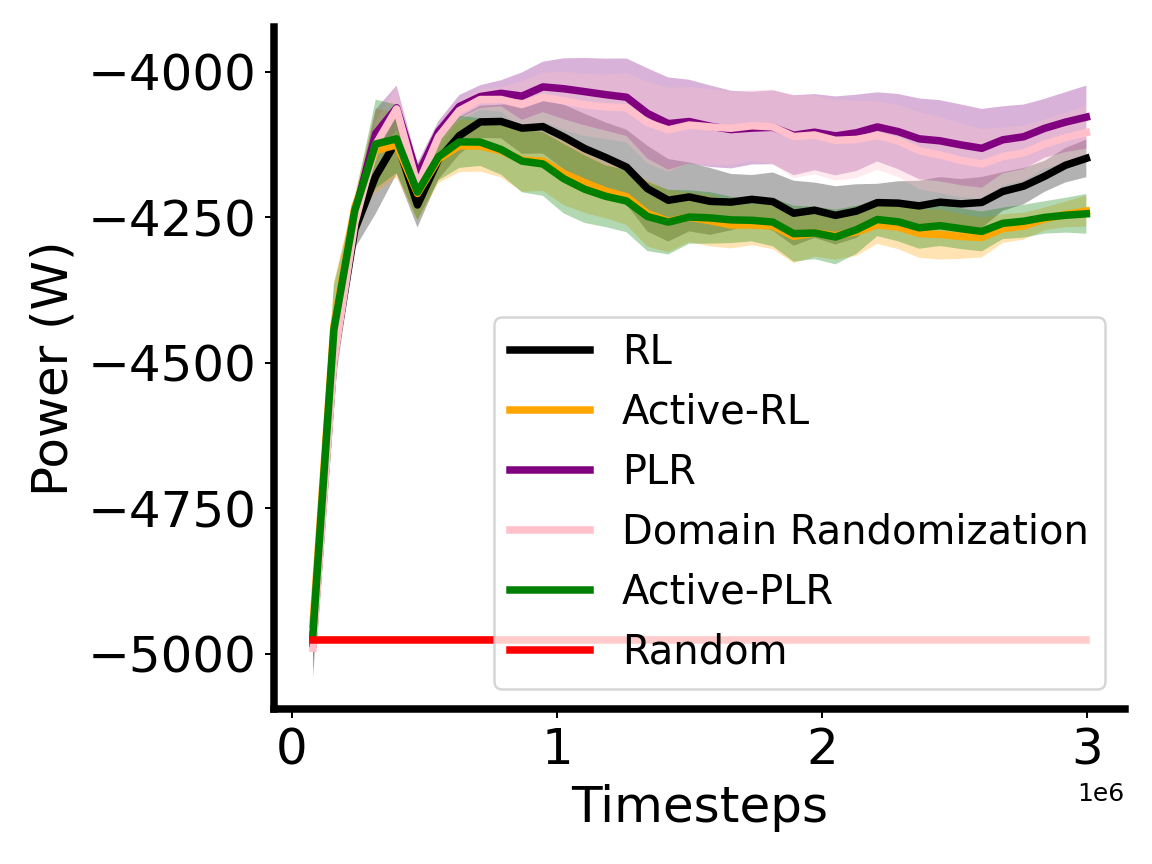 Power (W)
−4000
−4250
−4500
−4750
−5000
RL
Active-RL
PLR
Domain Randomization
Active-PLR
Random
0 1 2 3
1e6
Timesteps